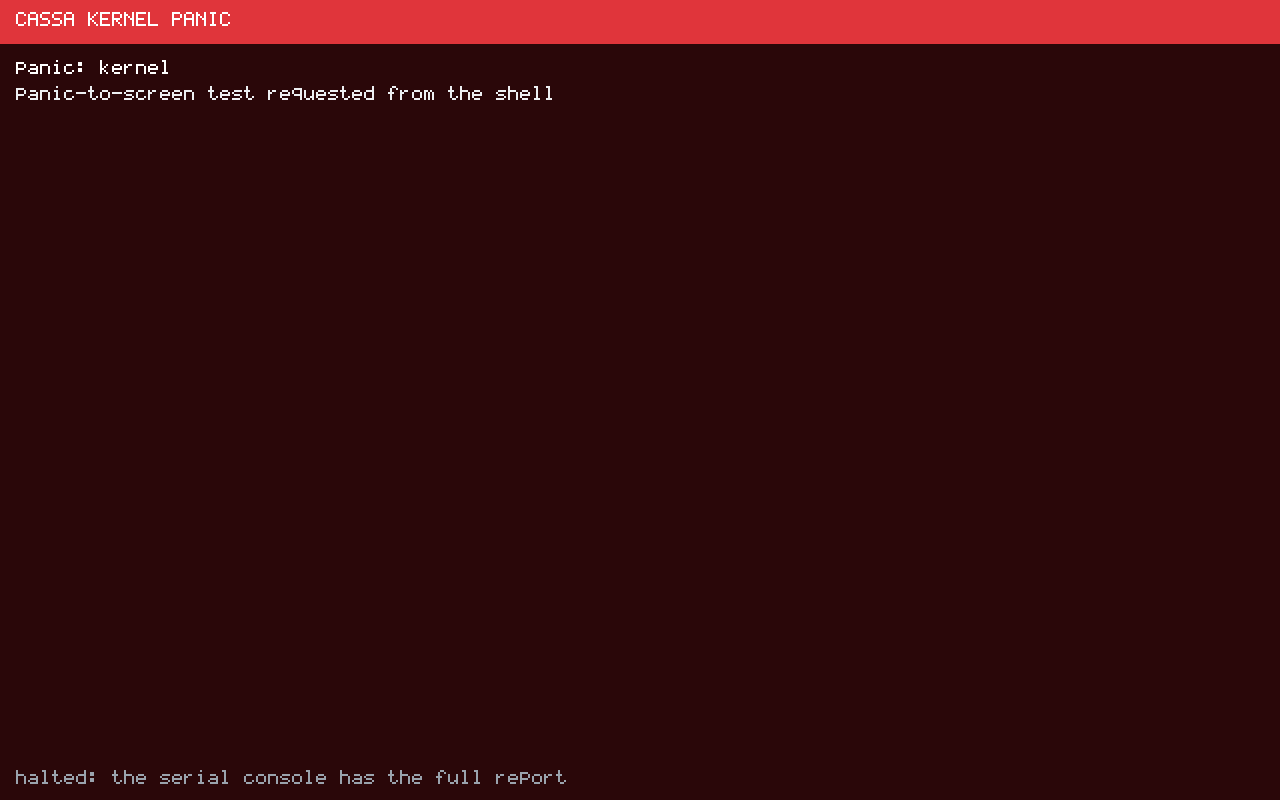 CASSA KERNEL PANIC
panic: kernel
panic-to-screen test requested from the shell
halted: the serial console has the full report